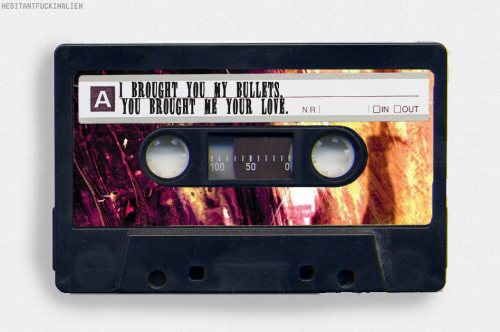 HESITANTFUCKINALIEN
A
I BROUGHT YOU MY BULLETS,
YOU BROUGHT ME YOUR LOVE.
N.R. IN OUT
100 50 0